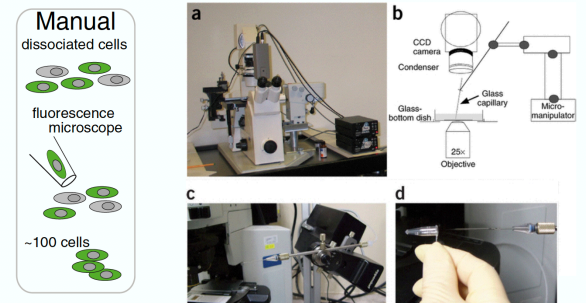 Manual
dissociated cells
fluorescence
microscope
~100 cells
a
b
CCD
camera
Condenser
Glass
capillary
Glass-
bottom dish
Micro-
manipulator
25×
Objective
c
d